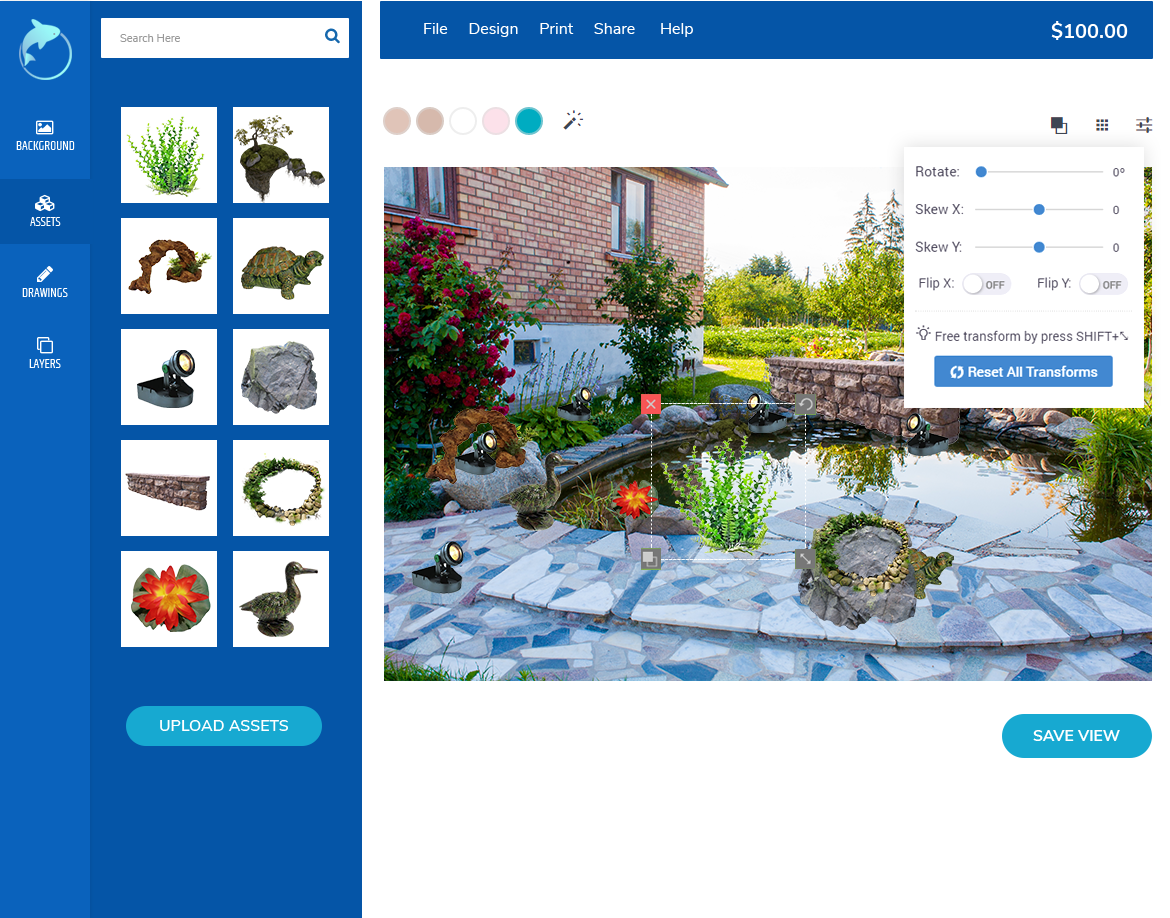 Search Here
File Design Print Share Help
$100.00
BACKGROUND
ASSETS
DRAWINGS
LAYERS
Rotate: 0º
Skew X: 0
Skew Y: 0
Flip X: OFF Flip Y: OFF
Free transform by press SHIFT+⤡
Reset All Transforms
UPLOAD ASSETS
SAVE VIEW